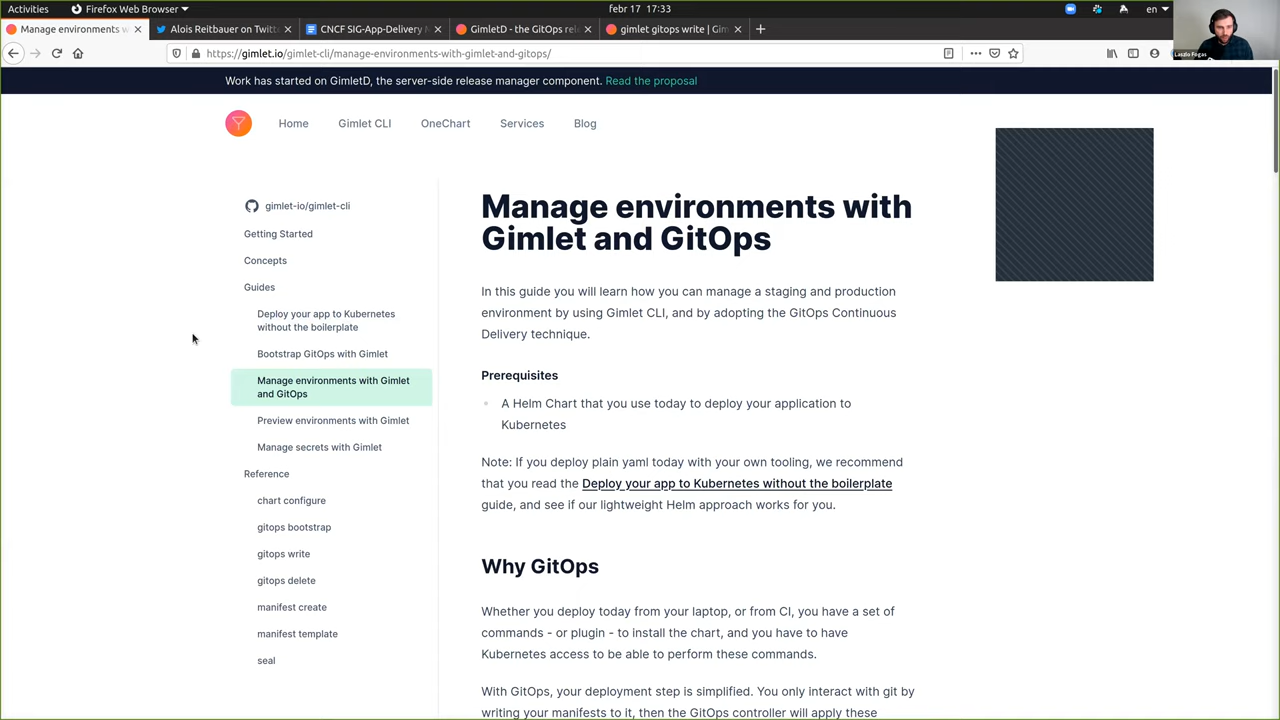 Activities
Firefox Web Browser
febr 17 17:33
en
Manage environments w
Alois Reitbauer on Twitt
CNCF SIG-App-Delivery
GimletD - the GitOps rel
gimlet gitops write | Gim
https://gimlet.io/gimlet-cli/manage-environments-with-gimlet-and-gitops/
Laszlo Fogas
Work has started on GimletD, the server-side release manager component. Read the proposal
Home
Gimlet CLI
OneChart
Services
Blog
gimlet-io/gimlet-cli
Getting Started
Concepts
Guides
Deploy your app to Kubernetes
without the boilerplate
Bootstrap GitOps with Gimlet
Manage environments with Gimlet
and GitOps
Preview environments with Gimlet
Manage secrets with Gimlet
Reference
chart configure
gitops bootstrap
gitops write
gitops delete
manifest create
manifest template
seal
Manage environments with
Gimlet and GitOps
In this guide you will learn how you can manage a staging and production
environment by using Gimlet CLI, and by adopting the GitOps Continuous
Delivery technique.
Prerequisites
A Helm Chart that you use today to deploy your application to
Kubernetes
Note: If you deploy plain yaml today with your own tooling, we recommend
that you read the Deploy your app to Kubernetes without the boilerplate
guide, and see if our lightweight Helm approach works for you.
Why GitOps
Whether you deploy today from your laptop, or from CI, you have a set of
commands - or plugin - to install the chart, and you have to have
Kubernetes access to be able to perform these commands.
With GitOps, your deployment step is simplified. You only interact with git by
writing your manifests to it, then the GitOps controller will apply these